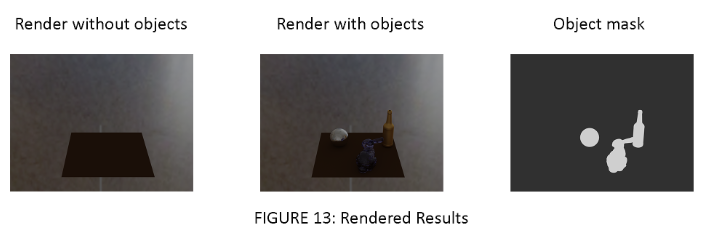 Render without objects
Render with objects
Object mask
FIGURE 13: Rendered Results